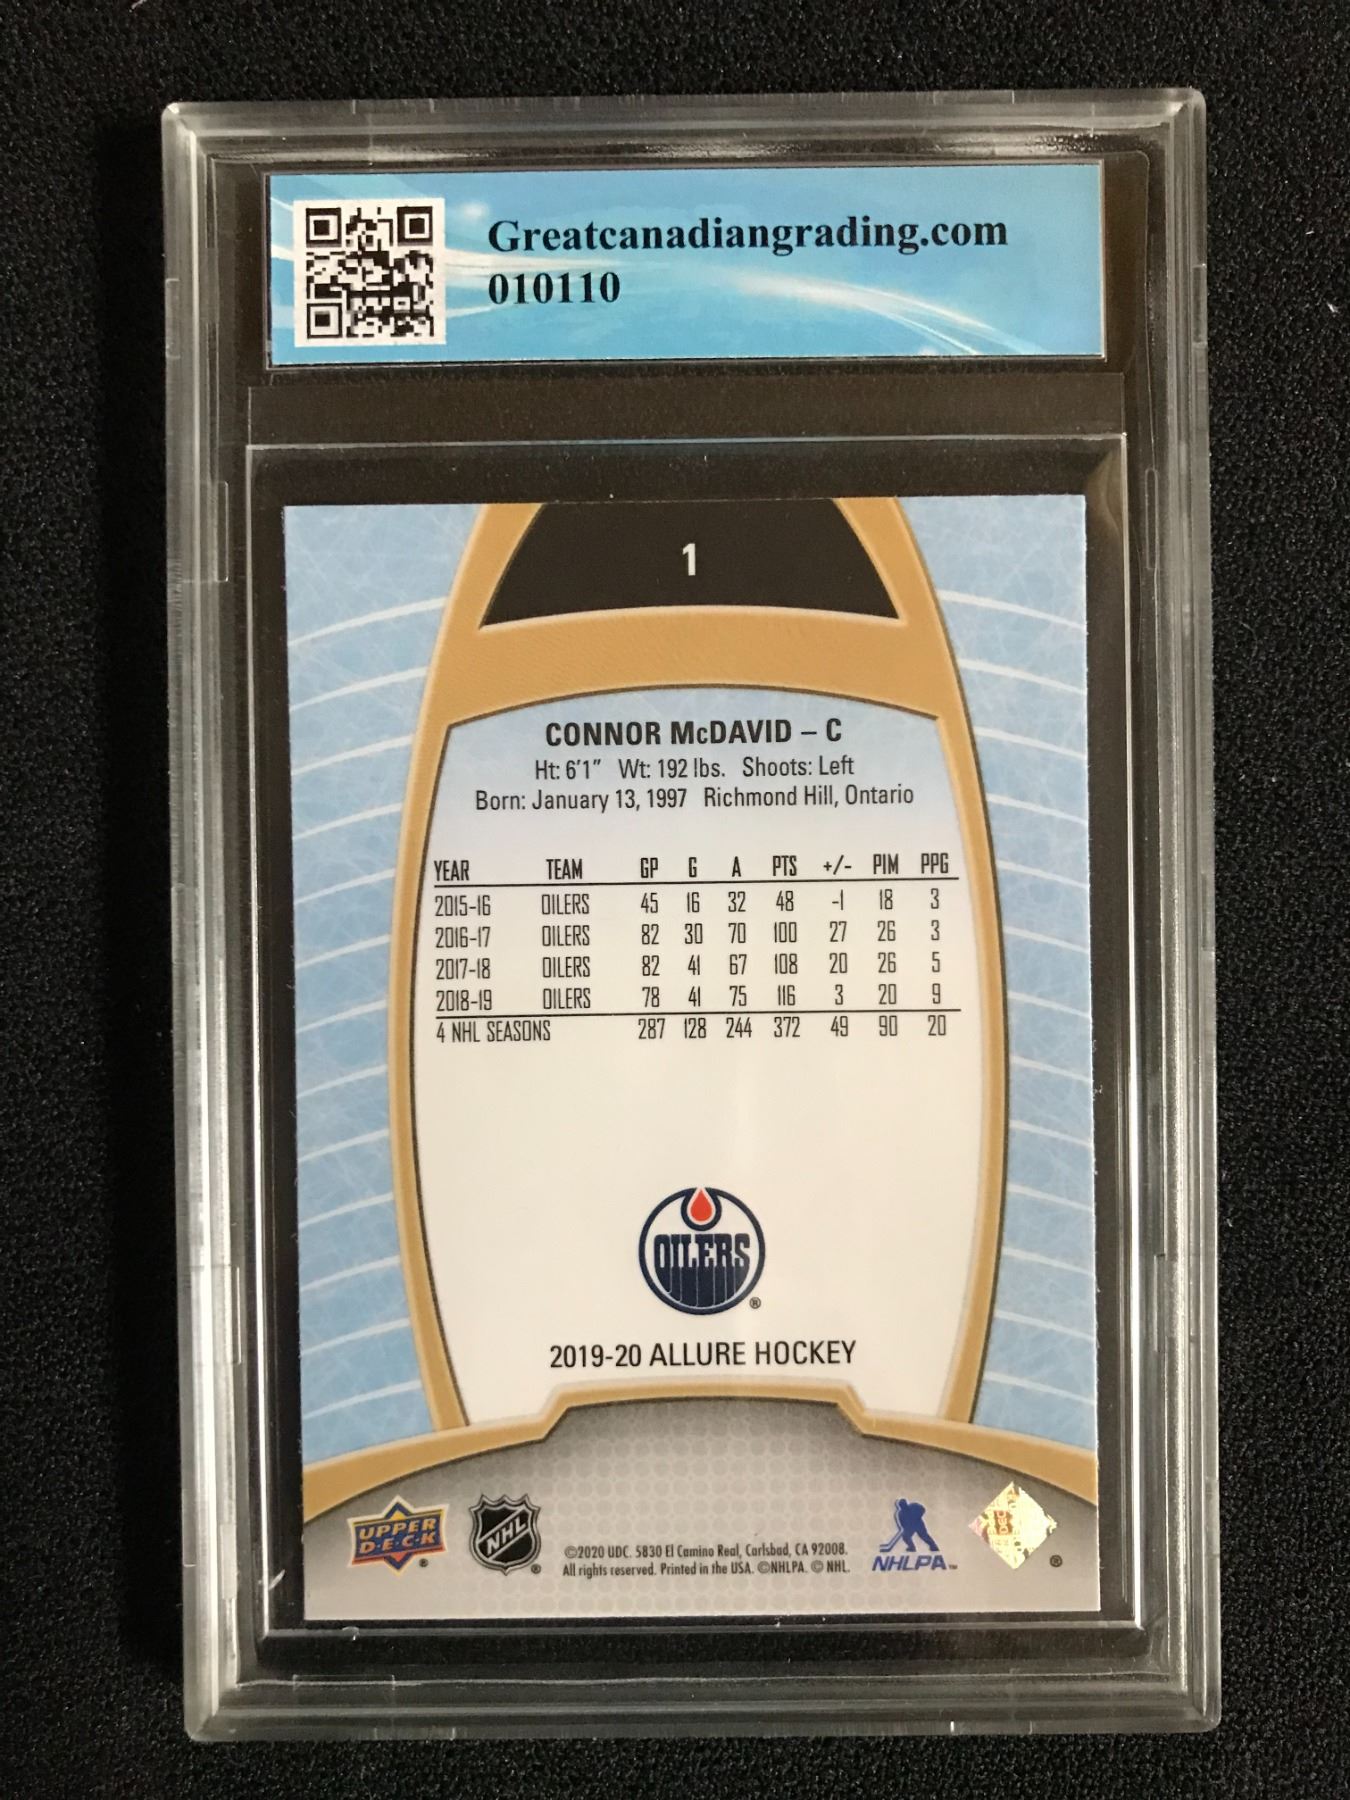 Greatcanadiangrading.com
010110
1
CONNOR McDAVID – C
Ht: 6'1" Wt: 192 lbs. Shoots: Left
Born: January 13, 1997 Richmond Hill, Ontario
YEAR TEAM GP G A PTS +/- PIM PPG
2015-16 OILERS 45 16 32 48 -1 18 3
2016-17 OILERS 82 30 70 100 27 26 3
2017-18 OILERS 82 41 67 108 20 26 5
2018-19 OILERS 78 41 75 116 3 20 9
4 NHL SEASONS 287 128 244 372 49 90 20
OILERS ®
2019-20 ALLURE HOCKEY
UPPER DECK ®
NHL ®
©2020 UDC. 5830 El Camino Real, Carlsbad, CA 92008.
All rights reserved. Printed in the USA. ©NHLPA. © NHL.
NHLPA™
®